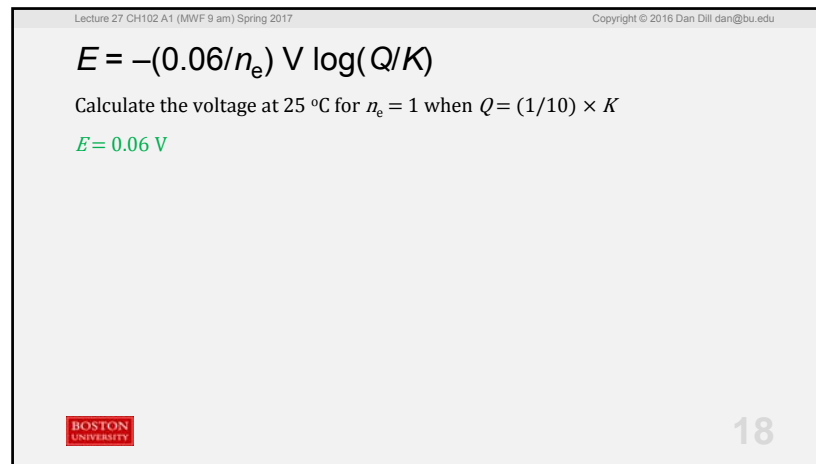 Lecture 27 CH102 A1 (MWF 9 am) Spring 2017 Copyright © 2016 Dan Dill dan@bu.edu
E = –(0.06/nₑ) V log(Q/K)
Calculate the voltage at 25 ºC for nₑ = 1 when Q = (1/10) × K
E = 0.06 V
BOSTON
UNIVERSITY
18